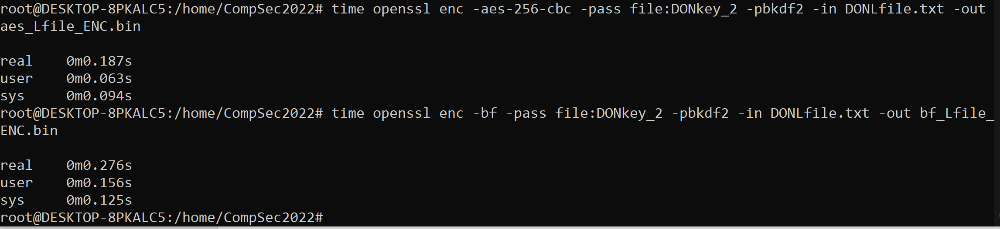 root@DESKTOP-8PKALC5:/home/CompSec2022# time openssl enc -aes-256-cbc -pass file:DONkey_2 -pbkdf2 -in DONLfile.txt -out
aes_Lfile_ENC.bin
real 0m0.187s
user 0m0.063s
sys 0m0.094s
root@DESKTOP-8PKALC5:/home/CompSec2022# time openssl enc -bf -pass file:DONkey_2 -pbkdf2 -in DONLfile.txt -out bf_Lfile_
ENC.bin
real 0m0.276s
user 0m0.156s
sys 0m0.125s
root@DESKTOP-8PKALC5:/home/CompSec2022#